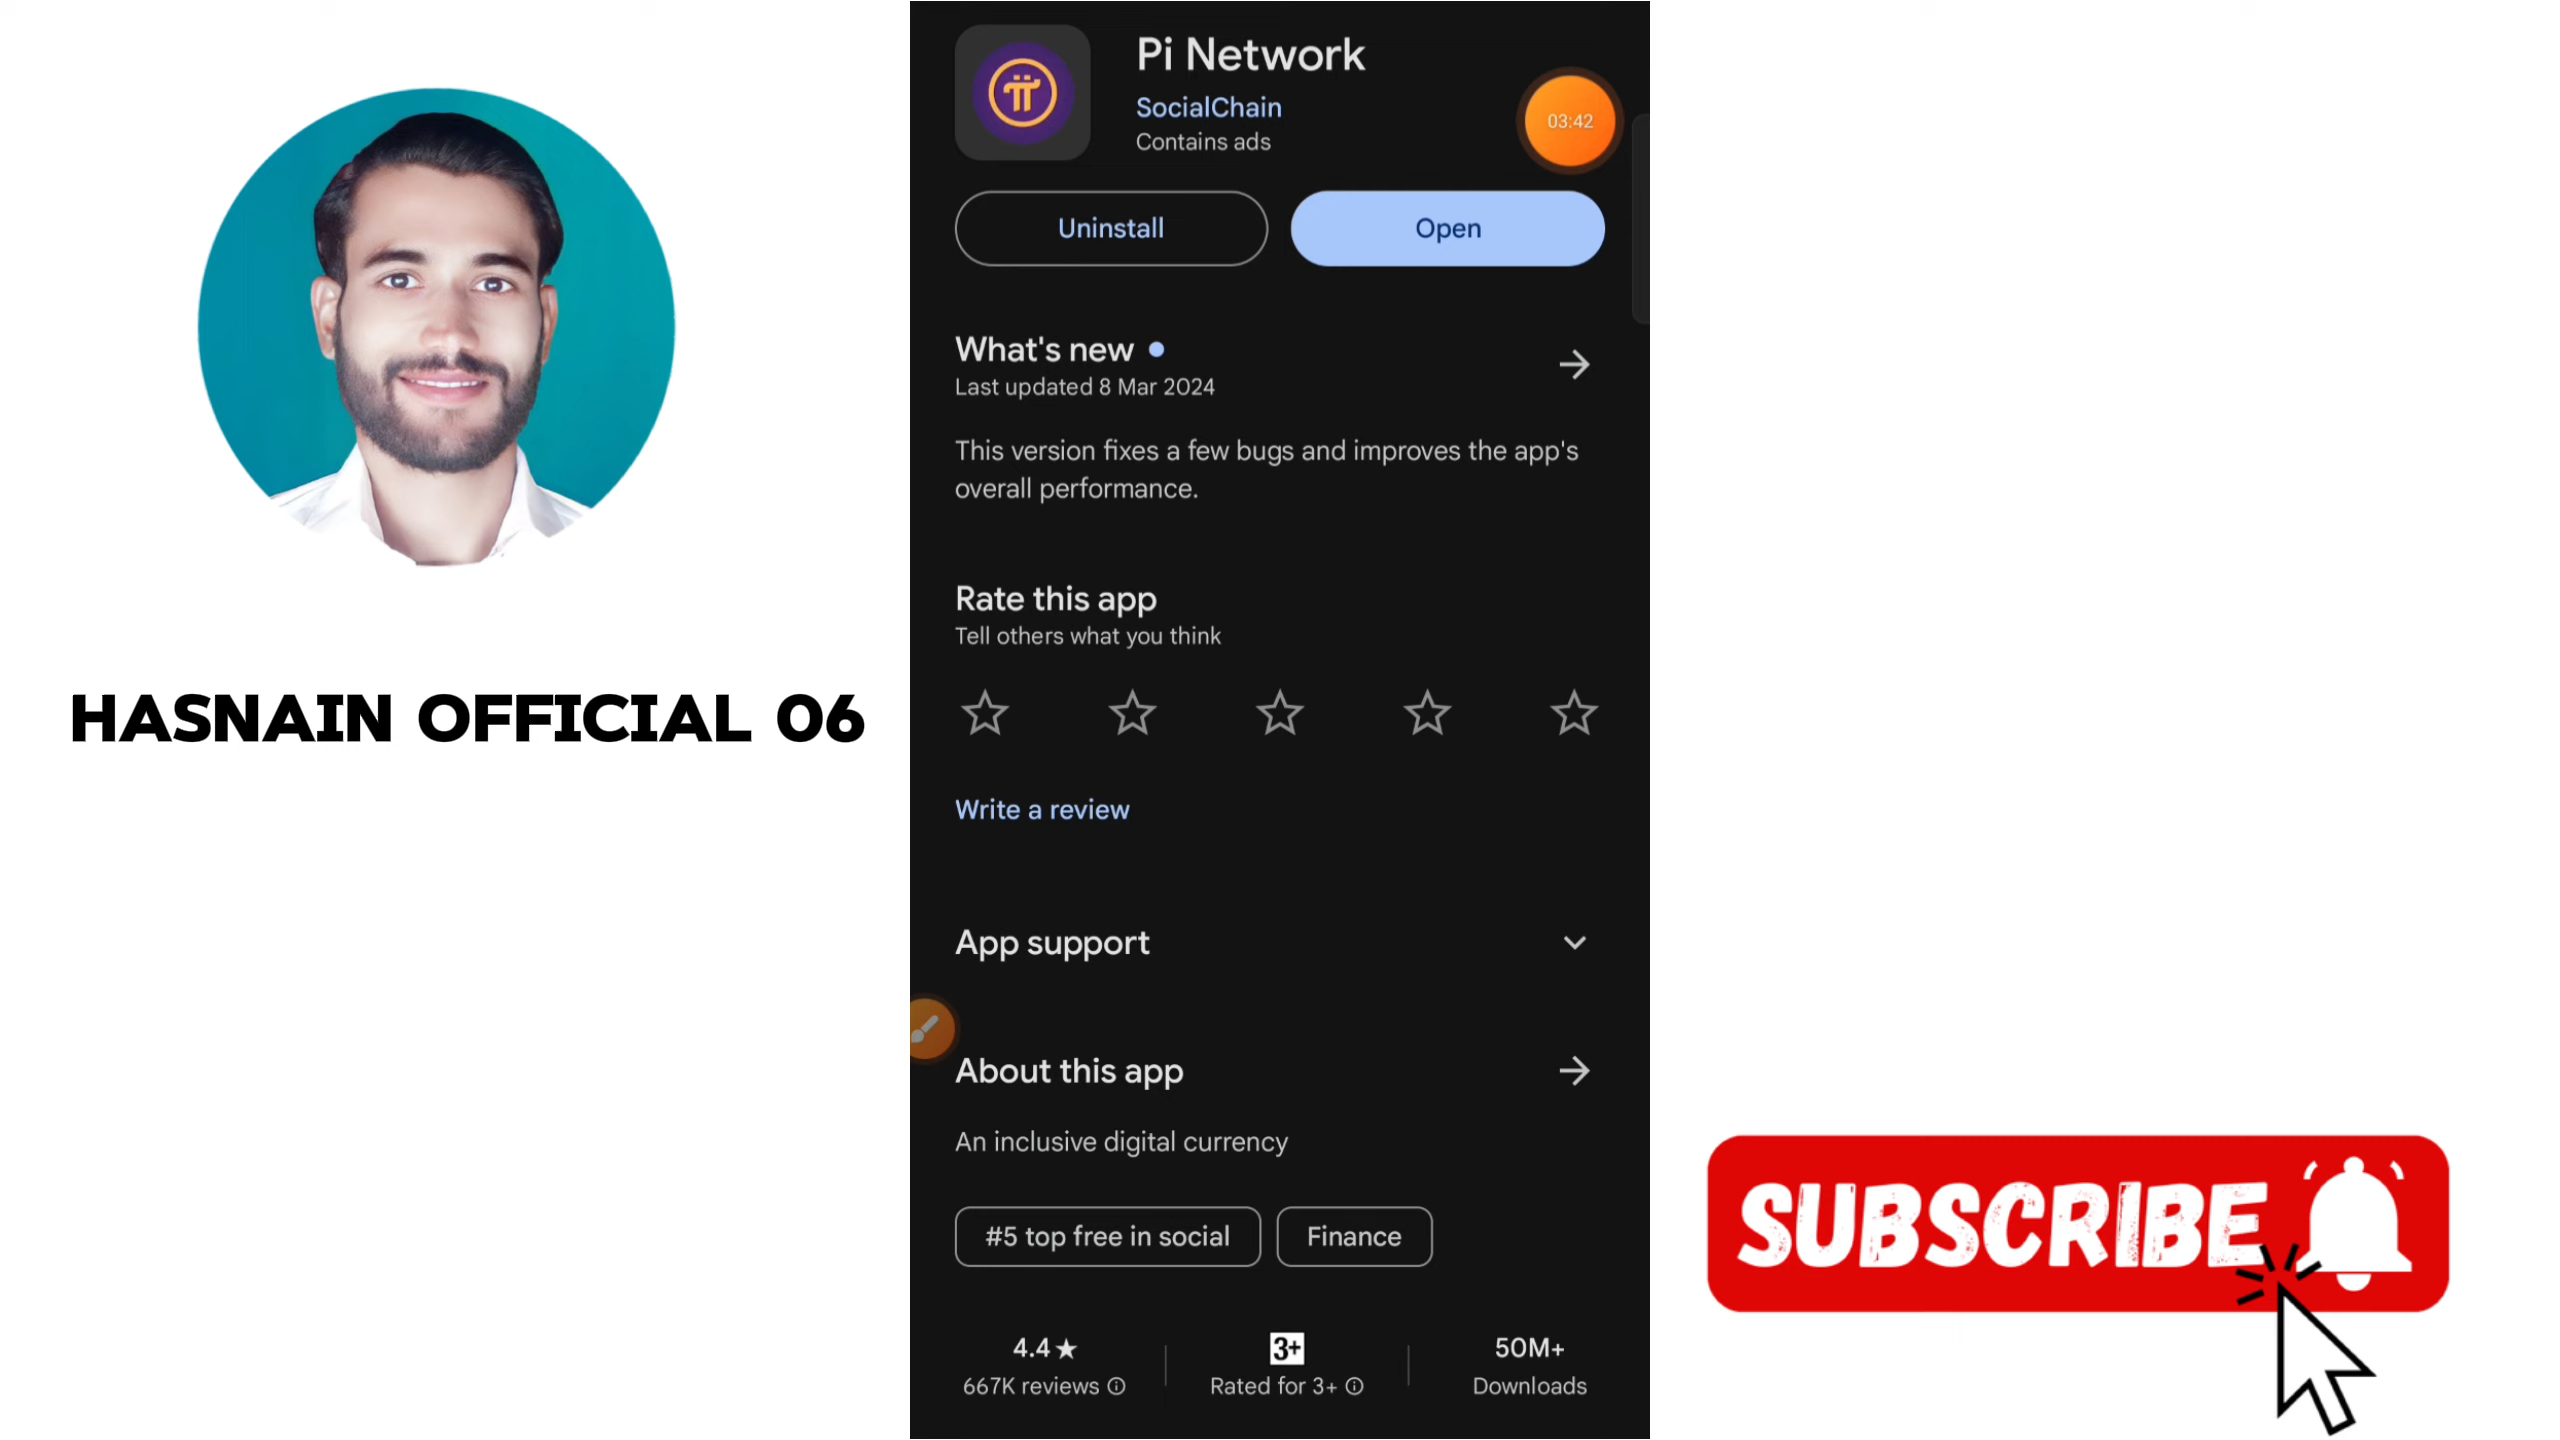 HASNAIN OFFICIAL 06
Pi Network
SocialChain
Contains ads
03:42
Uninstall
Open
What's new
Last updated 8 Mar 2024
This version fixes a few bugs and improves the app's
overall performance.
Rate this app
Tell others what you think
Write a review
App support
About this app
An inclusive digital currency
#5 top free in social
Finance
4.4★
3+
50M+
667K reviews
Rated for 3+
Downloads
SUBSCRIBE